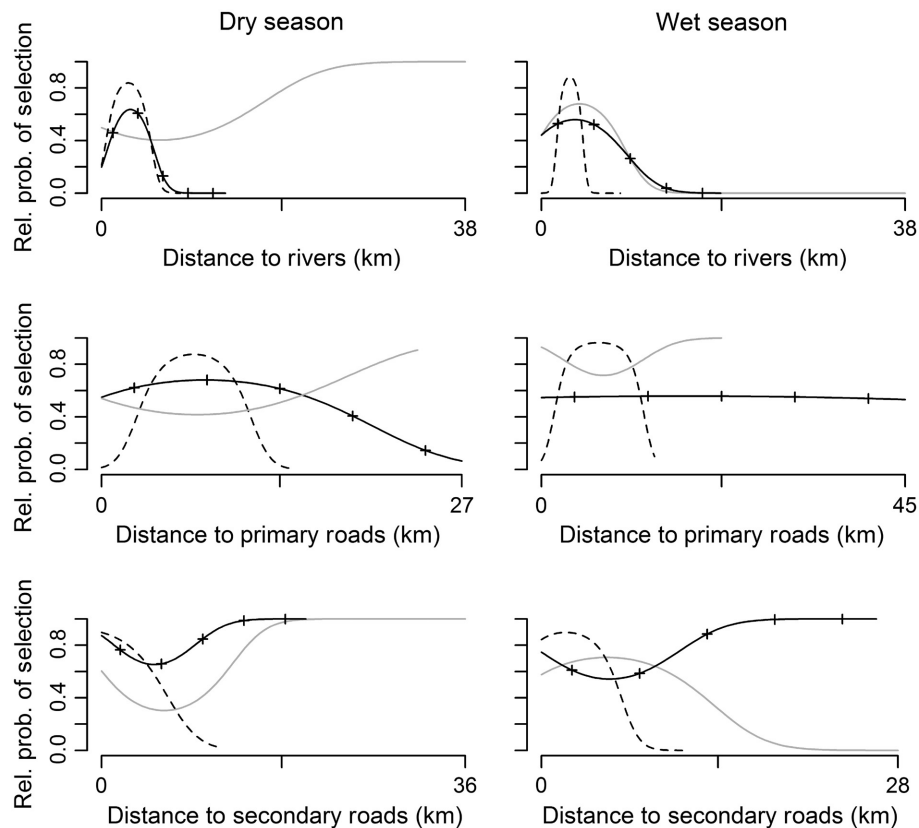 Dry season
Wet season
Rel. prob. of selection
0.0 0.4 0.8
0 38
Distance to rivers (km)
0.0 0.4 0.8
0 38
Distance to rivers (km)
Rel. prob. of selection
0.0 0.4 0.8
0 27
Distance to primary roads (km)
0 45
Distance to primary roads (km)
Rel. prob. of selection
0.0 0.4 0.8
0 36
Distance to secondary roads (km)
0 28
Distance to secondary roads (km)